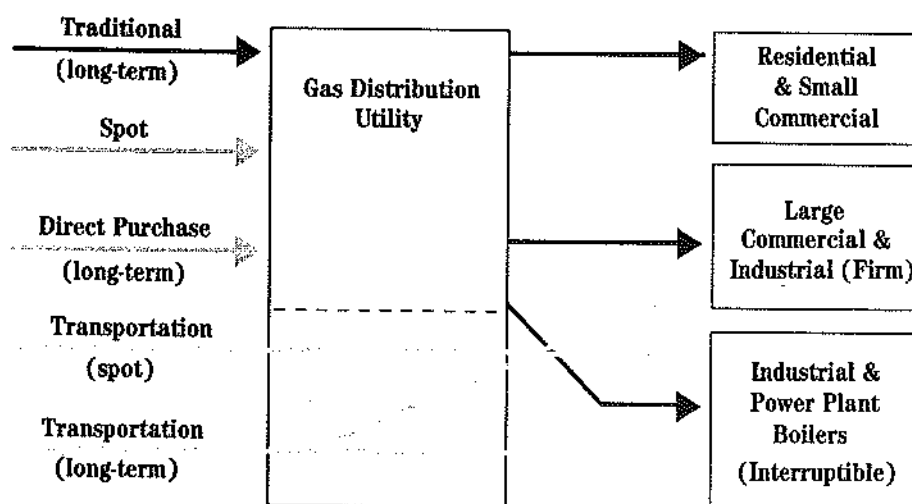 Traditional
(long-term)
Spot
Direct Purchase
(long-term)
Transportation
(spot)
Transportation
(long-term)
Gas Distribution
Utility
Residential
& Small
Commercial
Large
Commercial &
Industrial (Firm)
Industrial &
Power Plant
Boilers
(Interruptible)